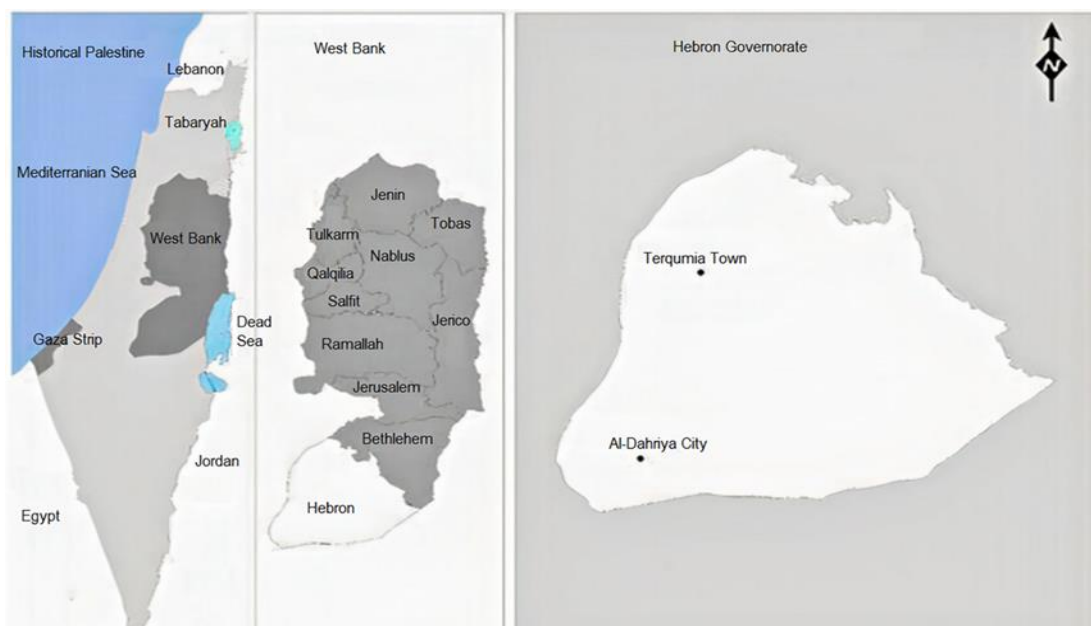 Historical Palestine
Lebanon
Tabaryah
Mediterranian Sea
West Bank
Gaza Strip
Dead
Sea
Jordan
Egypt
West Bank
Jenin
Tobas
Tulkarm
Nablus
Qalqilia
Salfit
Jerico
Ramallah
Jerusalem
Bethlehem
Hebron
Hebron Governorate
N
Terqumia Town
Al-Dahriya City